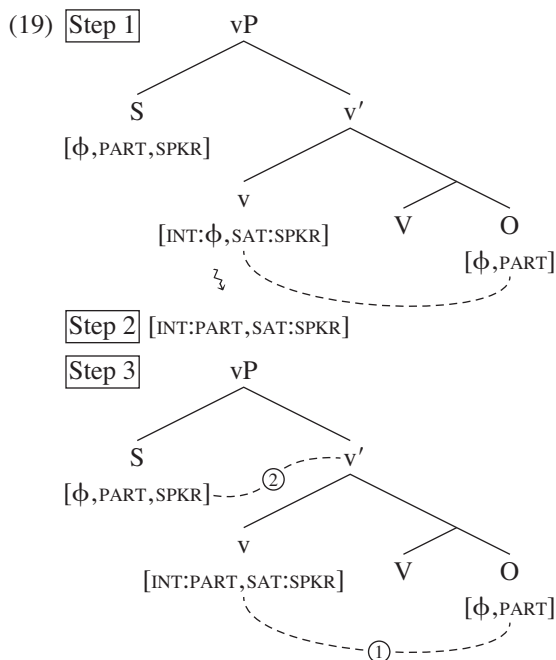 (19) Step 1 vP
S v′
[ϕ,PART,SPKR]
v V O
[INT:ϕ,SAT:SPKR]
[ϕ,PART]
Step 2 [INT:PART,SAT:SPKR]
Step 3 vP
S ② v′
[ϕ,PART,SPKR]
v V O
[INT:PART,SAT:SPKR]
[ϕ,PART]
①